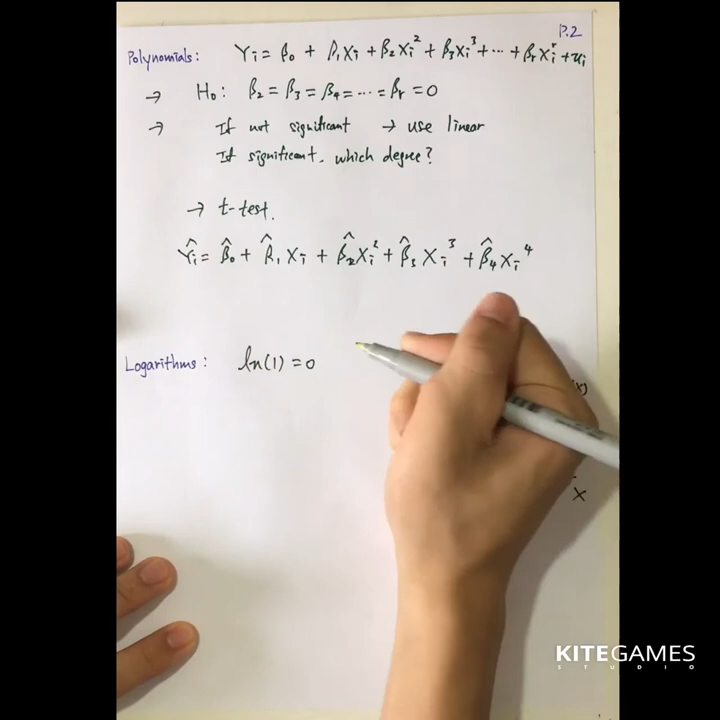 P.2
Polynomials: Yi = β0 + β1Xi + β2Xi² + β3Xi³ + ... + βrXiʳ + ui
→ H0: β2 = β3 = β4 = ... = βr = 0
→ If not significant → use linear
If significant, which degree?
→ t-test.
Ŷi = β̂0 + β̂1Xi + β̂2Xi² + β̂3Xi³ + β̂4Xi⁴
Logarithms: ln(1) = 0
X
KITEGAMES
STUDIO